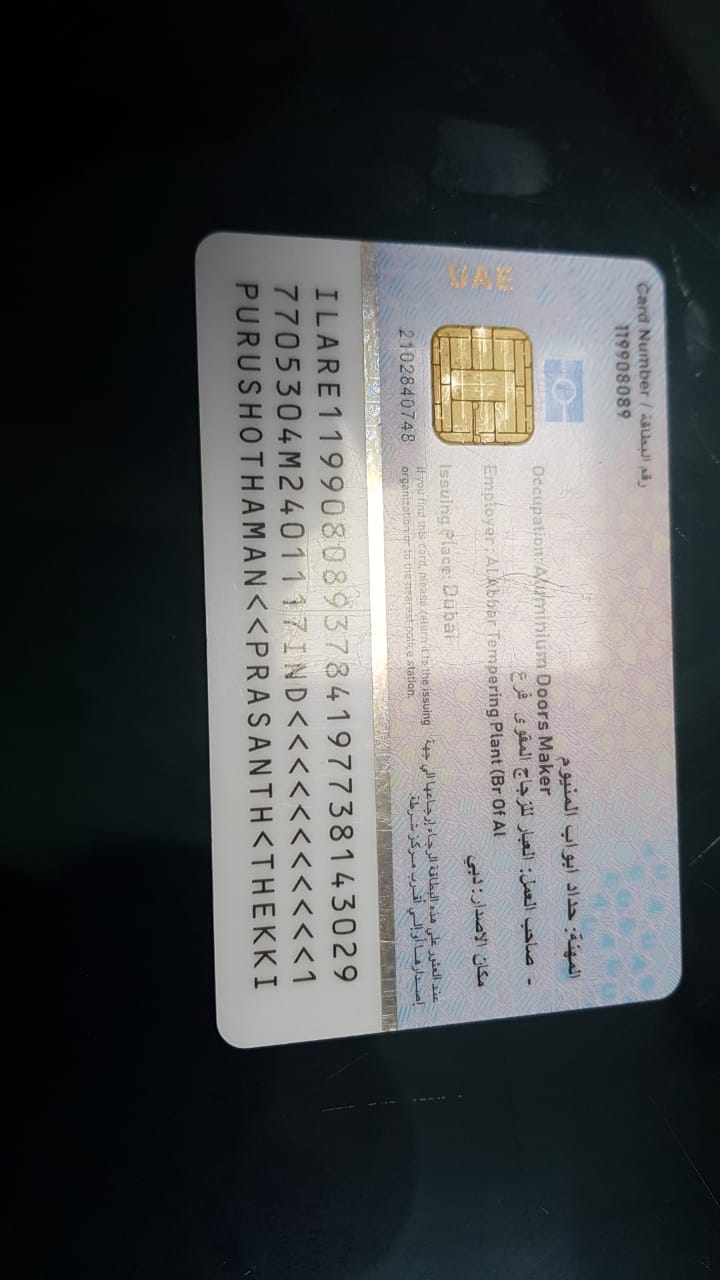 Card Number / رقم البطاقة
119908089
المهنة: حداد ابواب المنيوم
Occupation: Aluminium Doors Maker
صاحب العمل: العبار للزجاج المقوى فرع -
Employer: Al Abbar Tempering Plant (Br Of Al
مكان الاصدار: دبي
Issuing Place: Dubai
UAE
2102840748
عند العثور على هذه البطاقة الرجاء إرجاعها الى جهة
إصدارها أو إلى أقرب مركز شرطة.
If you find this card, please return it to the issuing
organization or to the nearest police station.
ILARE1199080893784197738143029
7705304M2401117IND<<<<<<<<<<<1
PURUSHOTHAMAN<<PRASANTH<THEKKI